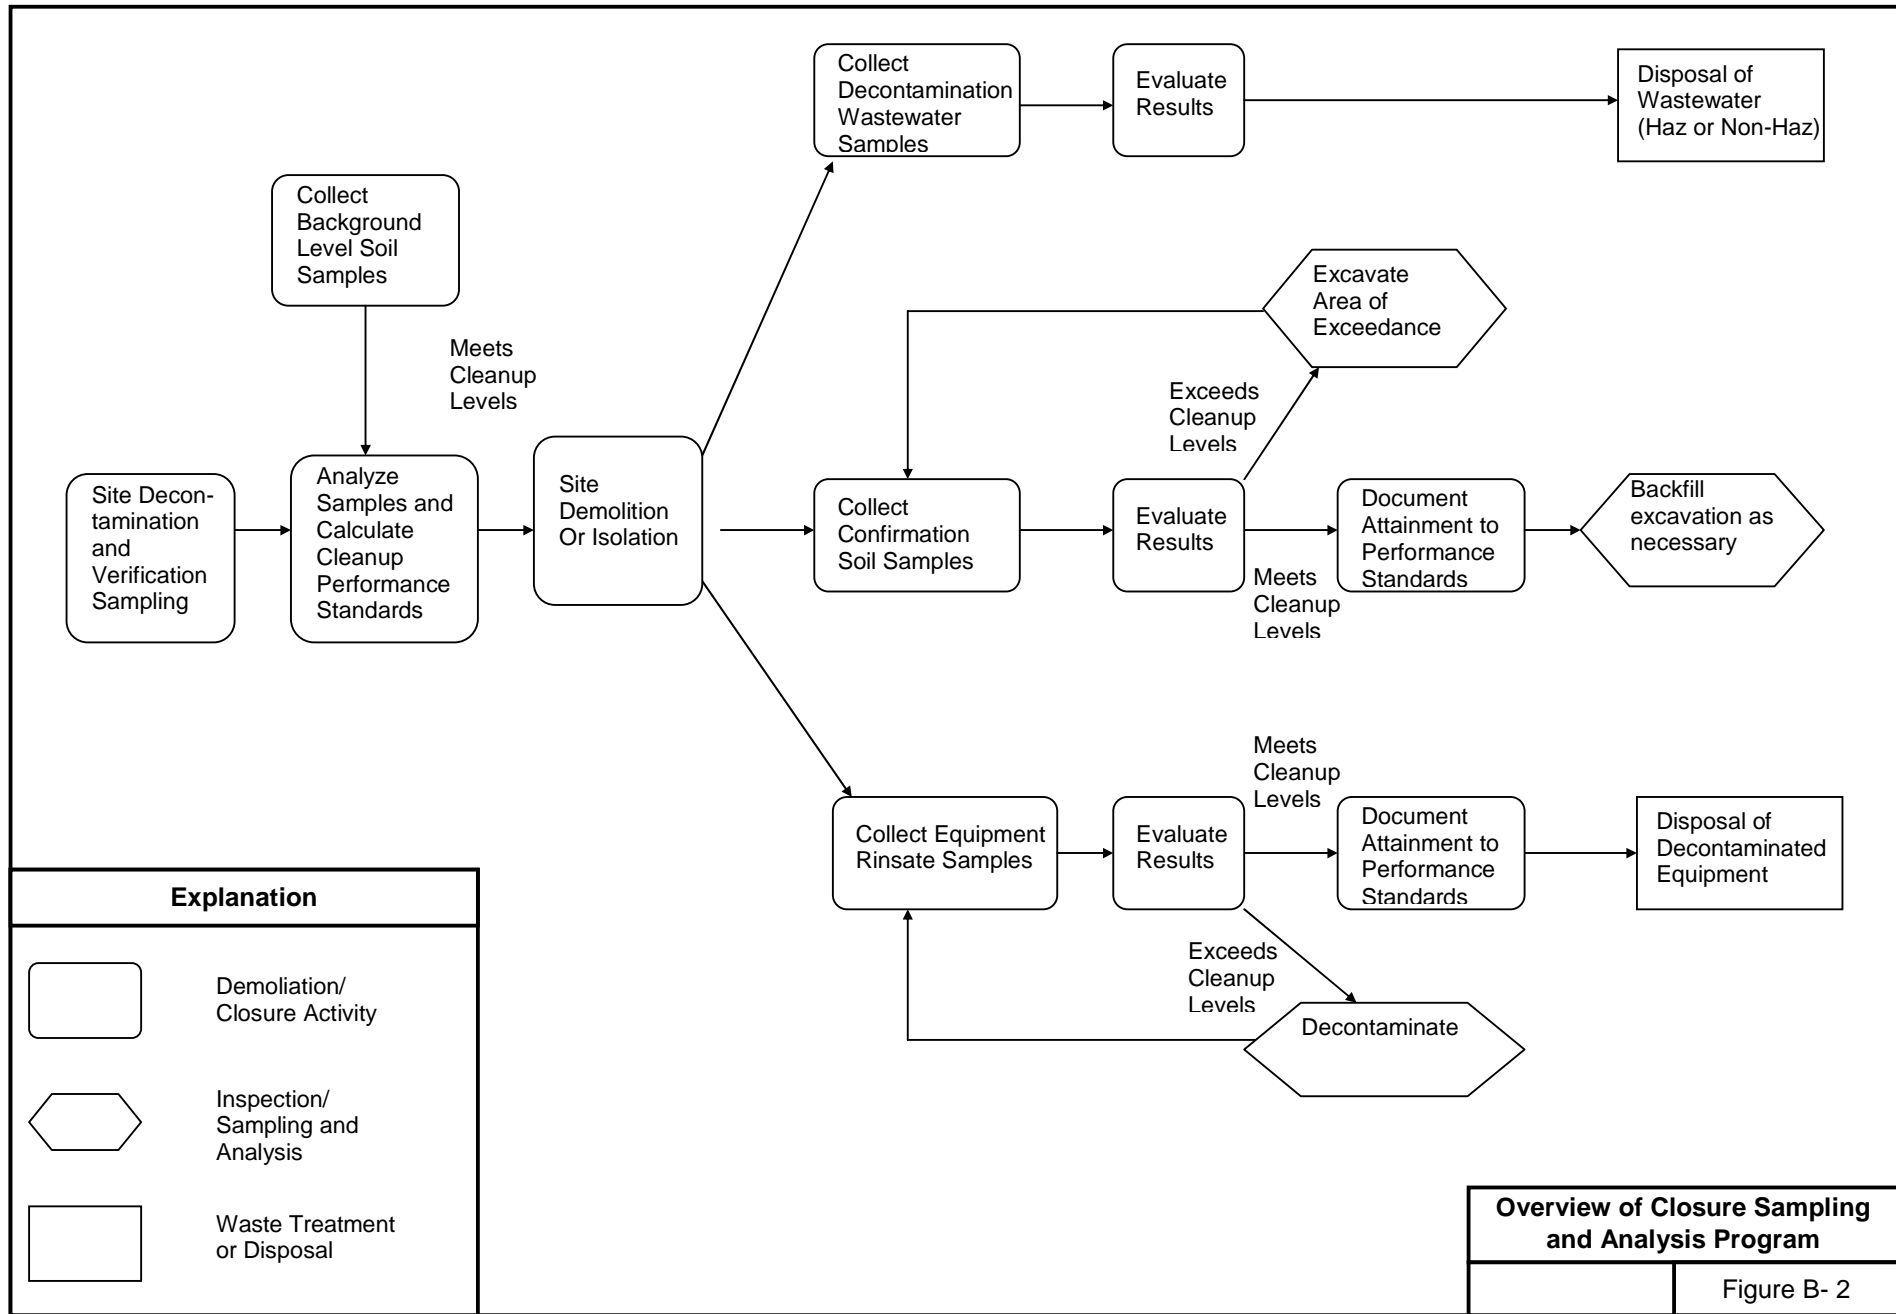 Collect
Decontamination
Wastewater
Samples
Evaluate
Results
Disposal of
Wastewater
(Haz or Non-Haz)
Collect
Background
Level Soil
Samples
Meets
Cleanup
Levels
Excavate
Area of
Exceedance
Exceeds
Cleanup
Levels
Site Decon-
tamination
and
Verification
Sampling
Analyze
Samples and
Calculate
Cleanup
Performance
Standards
Site
Demolition
Or Isolation
Collect
Confirmation
Soil Samples
Evaluate
Results
Meets
Cleanup
Levels
Document
Attainment to
Performance
Standards
Backfill
excavation as
necessary
Collect Equipment
Rinsate Samples
Evaluate
Results
Meets
Cleanup
Levels
Document
Attainment to
Performance
Standards
Disposal of
Decontaminated
Equipment
Exceeds
Cleanup
Levels
Decontaminate
Explanation
Demoliation/
Closure Activity
Inspection/
Sampling and
Analysis
Waste Treatment
or Disposal
Overview of Closure Sampling
and Analysis Program
Figure B- 2